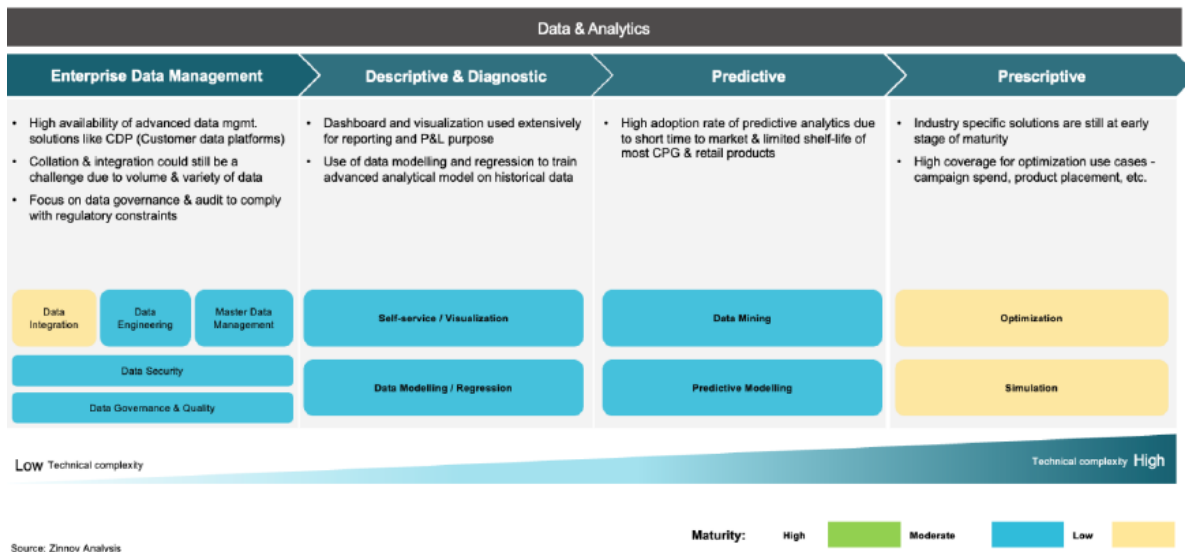 Data & Analytics
Enterprise Data Management
Descriptive & Diagnostic
Predictive
Prescriptive
• High availability of advanced data mgmt.
solutions like CDP (Customer data platforms)
• Collation & integration could still be a
challenge due to volume & variety of data
• Focus on data governance & audit to comply
with regulatory constraints
• Dashboard and visualization used extensively
for reporting and P&L purpose
• Use of data modelling and regression to train
advanced analytical model on historical data
• High adoption rate of predictive analytics due
to short time to market & limited shelf-life of
most CPG & retail products
• Industry specific solutions are still at early
stage of maturity
• High coverage for optimization use cases -
campaign spend, product placement, etc.
Data
Integration
Data
Engineering
Master Data
Management
Data Security
Data Governance & Quality
Self-service / Visualization
Data Modelling / Regression
Data Mining
Predictive Modelling
Optimization
Simulation
Low Technical complexity
Technical complexity High
Maturity: High Moderate Low
Source: Zinnov Analysis